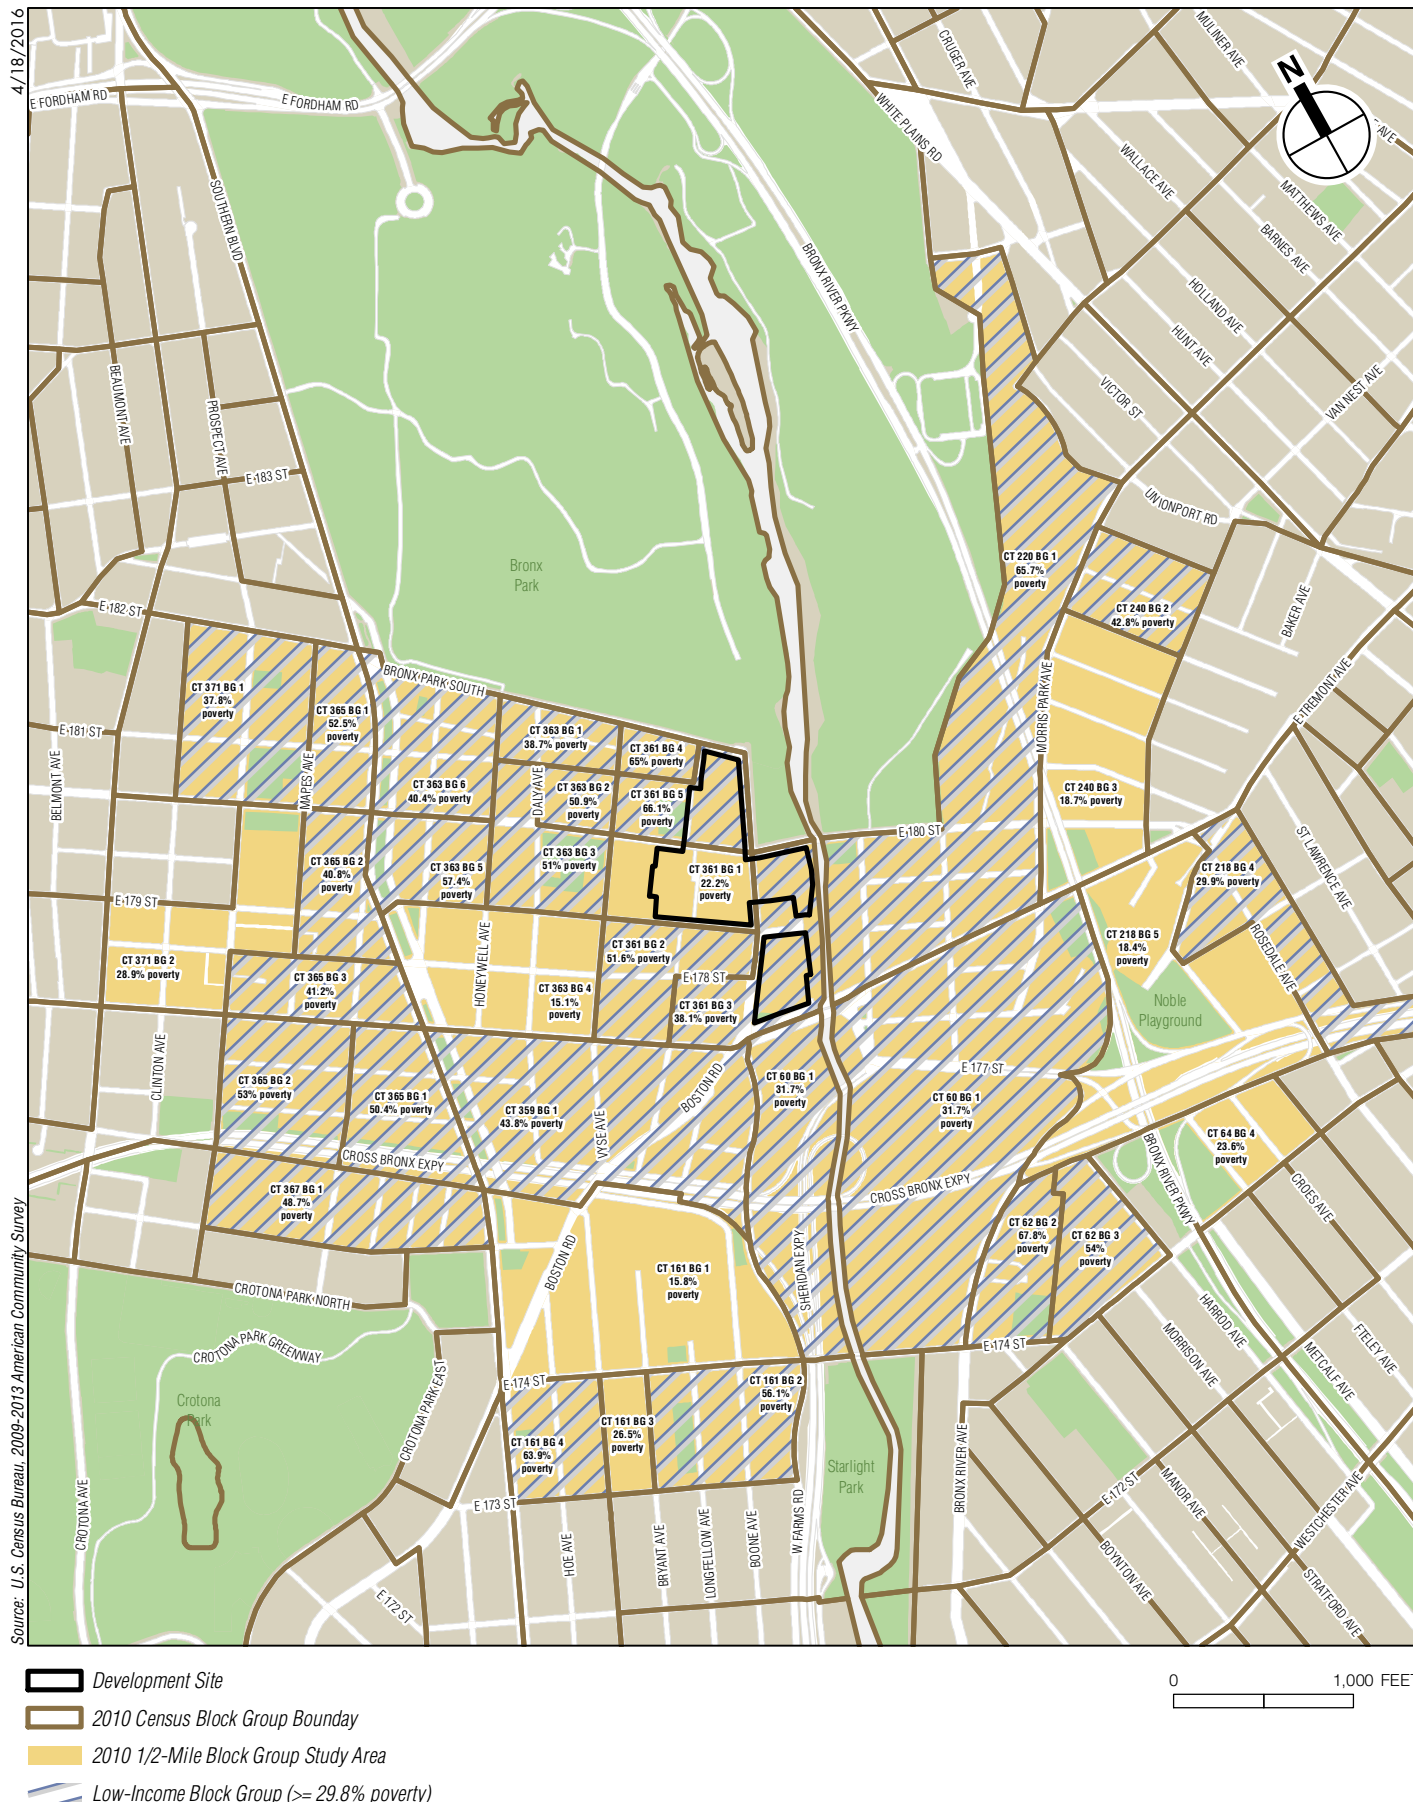 4/18/2016
E FORDHAM RD
E FORDHAM RD
CRUGER AVE
MULINER AVE
N
WHITE PLAINS RD
WALLACE AVE
MATTHEWS AVE
BARNES AVE
AVE
SOUTHERN BLVD
BRONX RIVER PKWY
HOLLAND AVE
HUNT AVE
VICTOR ST
VAN NEST AVE
BEAUMONT AVE
PROSPECT AVE
E 183 ST
UNIONPORT RD
Bronx
Park
CT 220 BG 1
65.7%
poverty
CT 240 BG 2
42.8% poverty
BAKER AVE
E 182 ST
BRONX PARK SOUTH
MORRIS PARK AVE
E TREMONT AVE
CT 371 BG 1
37.8%
poverty
CT 365 BG 1
52.5%
poverty
E 181 ST
CT 363 BG 1
38.7% poverty
CT 361 BG 4
65% poverty
BELMONT AVE
MAPES AVE
CT 363 BG 6
40.4% poverty
DALY AVE
CT 363 BG 2
50.9%
poverty
CT 361 BG 5
66.1%
poverty
CT 240 BG 3
18.7% poverty
E 180 ST
ST LAWRENCE AVE
CT 365 BG 2
40.8%
poverty
CT 363 BG 5
57.4%
poverty
CT 363 BG 3
51% poverty
CT 361 BG 1
22.2%
poverty
CT 218 BG 4
29.9% poverty
E 179 ST
CT 371 BG 2
28.9% poverty
CT 365 BG 3
41.2%
poverty
HONEYWELL AVE
CT 363 BG 4
15.1%
poverty
CT 361 BG 2
51.6% poverty
E 178 ST
CT 361 BG 3
38.1% poverty
CT 218 BG 5
18.4%
poverty
ROSEDALE AVE
Noble
Playground
CLINTON AVE
CT 365 BG 2
53% poverty
CT 365 BG 1
50.4% poverty
CT 359 BG 1
43.8% poverty
VYSE AVE
BOSTON RD
CT 60 BG 1
31.7%
poverty
E 177 ST
CT 60 BG 1
31.7%
poverty
CT 64 BG 4
23.6%
poverty
CROSS BRONX EXPY
CROSS BRONX EXPY
BRONX RIVER PKWY
CROES AVE
CT 367 BG 1
48.7%
poverty
CT 62 BG 2
67.8%
poverty
CT 62 BG 3
54%
poverty
BOSTON RD
CT 161 BG 1
15.8%
poverty
SHERIDAN EXPY
CROTONA PARK NORTH
CROTONA PARK GREENWAY
HARROD AVE
MORRISON AVE
METCALF AVE
FTELEY AVE
E 174 ST
E 174 ST
CROTONA PARK EAST
Crotona
Park
CT 161 BG 2
56.1%
poverty
CT 161 BG 3
26.5%
poverty
CT 161 BG 4
63.9%
poverty
Starlight
Park
BRONX RIVER AVE
E 172 ST
MANOR AVE
WESTCHESTER AVE
CROTONA AVE
E 173 ST
HOE AVE
BRYANT AVE
LONGFELLOW AVE
BOONE AVE
W FARMS RD
BOYNTON AVE
STRATFORD AVE
E 172 ST
Source: U.S. Census Bureau, 2009-2013 American Community Survey
Development Site
2010 Census Block Group Bounday
2010 1/2-Mile Block Group Study Area
Low-Income Block Group (>= 29.8% poverty)
0 1,000 FEET